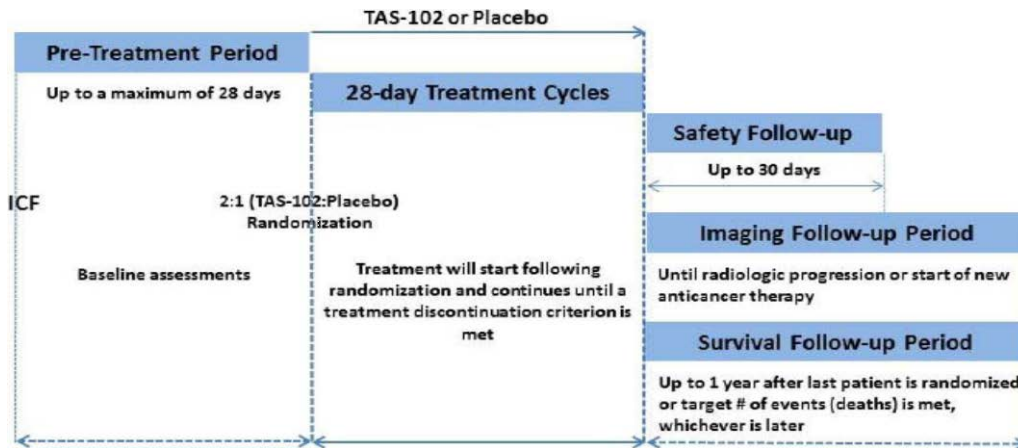 TAS-102 or Placebo
Pre-Treatment Period
Up to a maximum of 28 days
28-day Treatment Cycles
Safety Follow-up
Up to 30 days
ICF
2:1 (TAS-102:Placebo)
Randomization
Baseline assessments
Treatment will start following
randomization and continues until a
treatment discontinuation criterion is
met
Imaging Follow-up Period
Until radiologic progression or start of new
anticancer therapy
Survival Follow-up Period
Up to 1 year after last patient is randomized
or target # of events (deaths) is met,
whichever is later